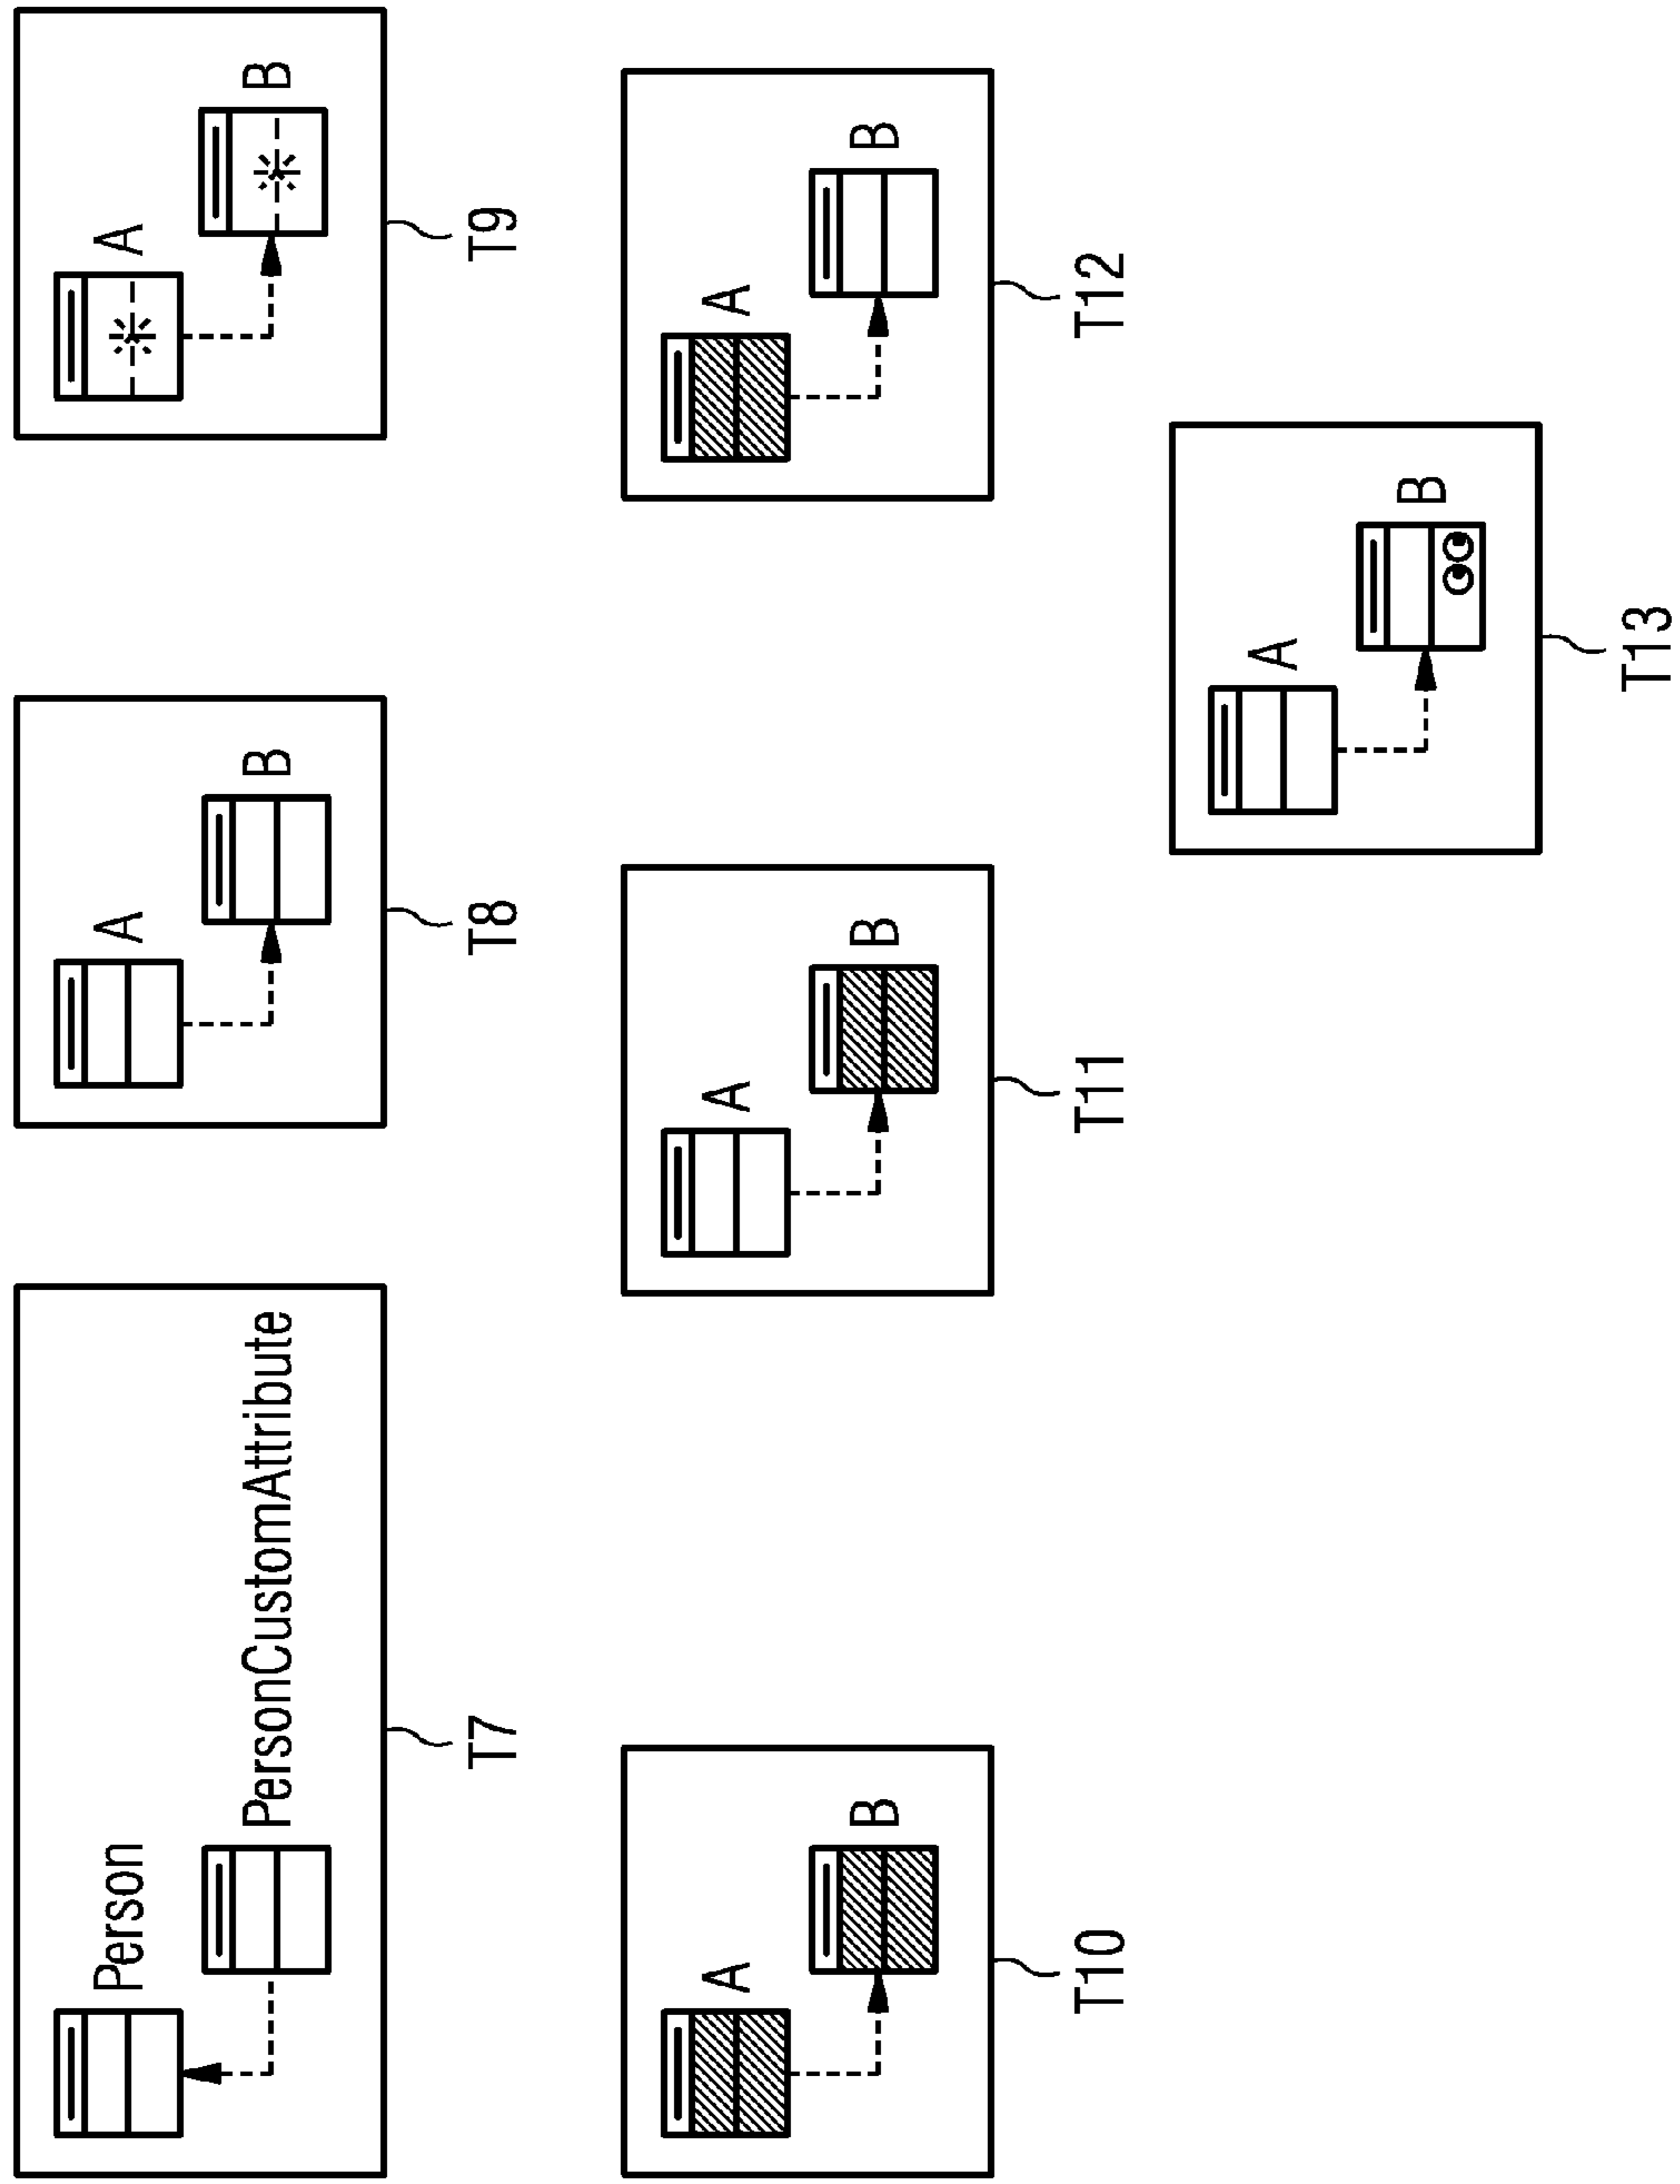 Person
PersonCustomAttribute
T7
A
B
T8
A
B
T9
A
B
T10
A
B
T11
A
B
T12
A
B
T13